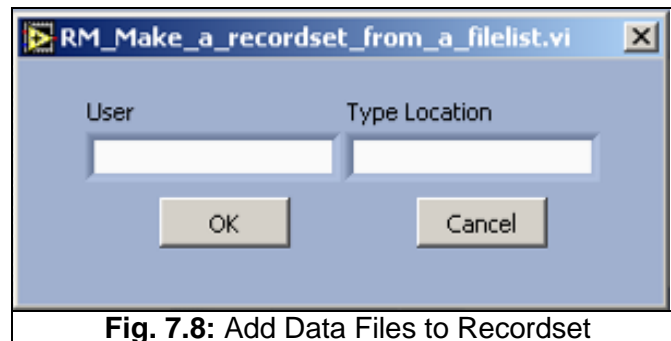 RM_Make_a_recordset_from_a_filelist.vi
User Type Location
OK Cancel
Fig. 7.8: Add Data Files to Recordset